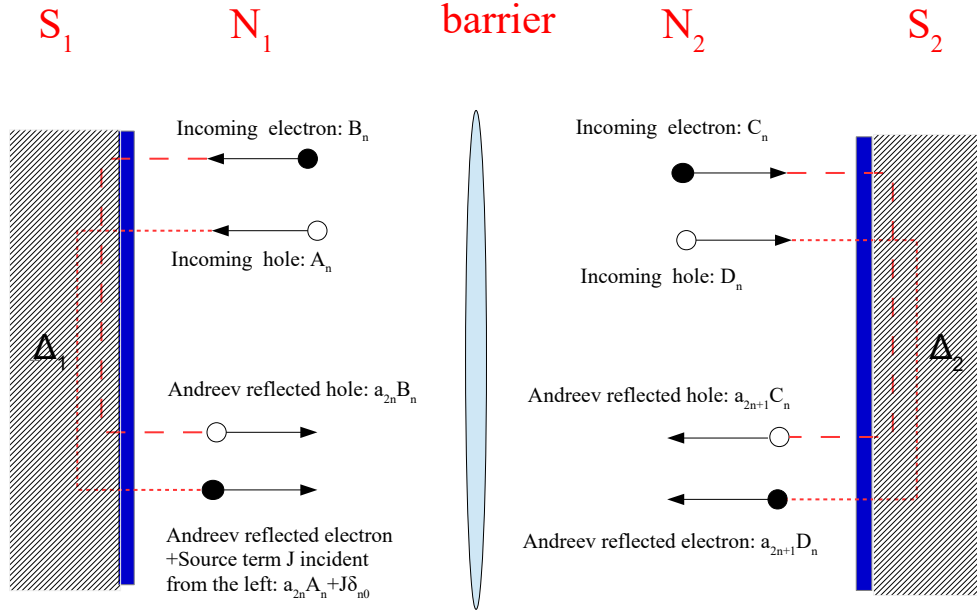 S₁ N₁ barrier N₂ S₂
Incoming electron: Bₙ
Incoming electron: Cₙ
Incoming hole: Aₙ
Incoming hole: Dₙ
Δ₁
Δ₂
Andreev reflected hole: a₂ₙBₙ
Andreev reflected hole: a₂ₙ₊₁Cₙ
Andreev reflected electron
+Source term J incident
from the left: a₂ₙAₙ+Jδₙ₀
Andreev reflected electron: a₂ₙ₊₁Dₙ